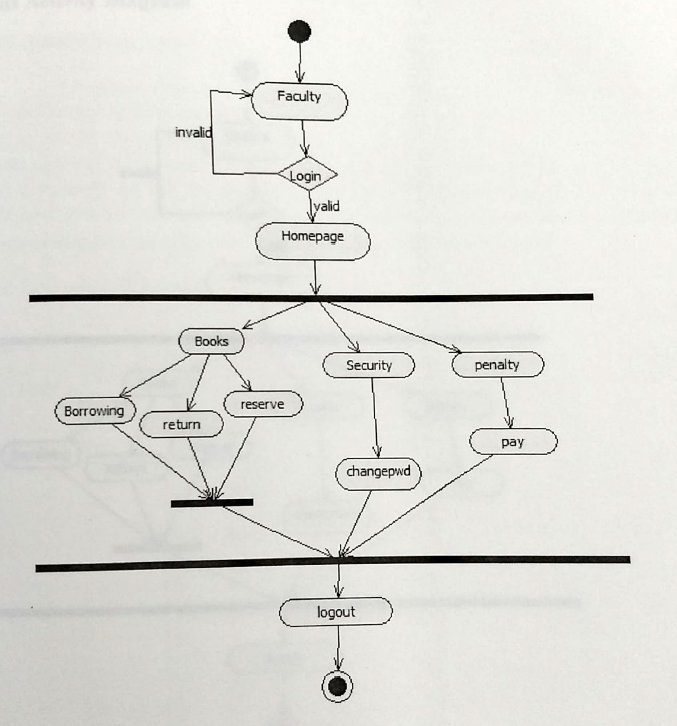 Faculty
invalid
Login
valid
Homepage
Books
Security
penalty
Borrowing
return
reserve
pay
changepwd
logout